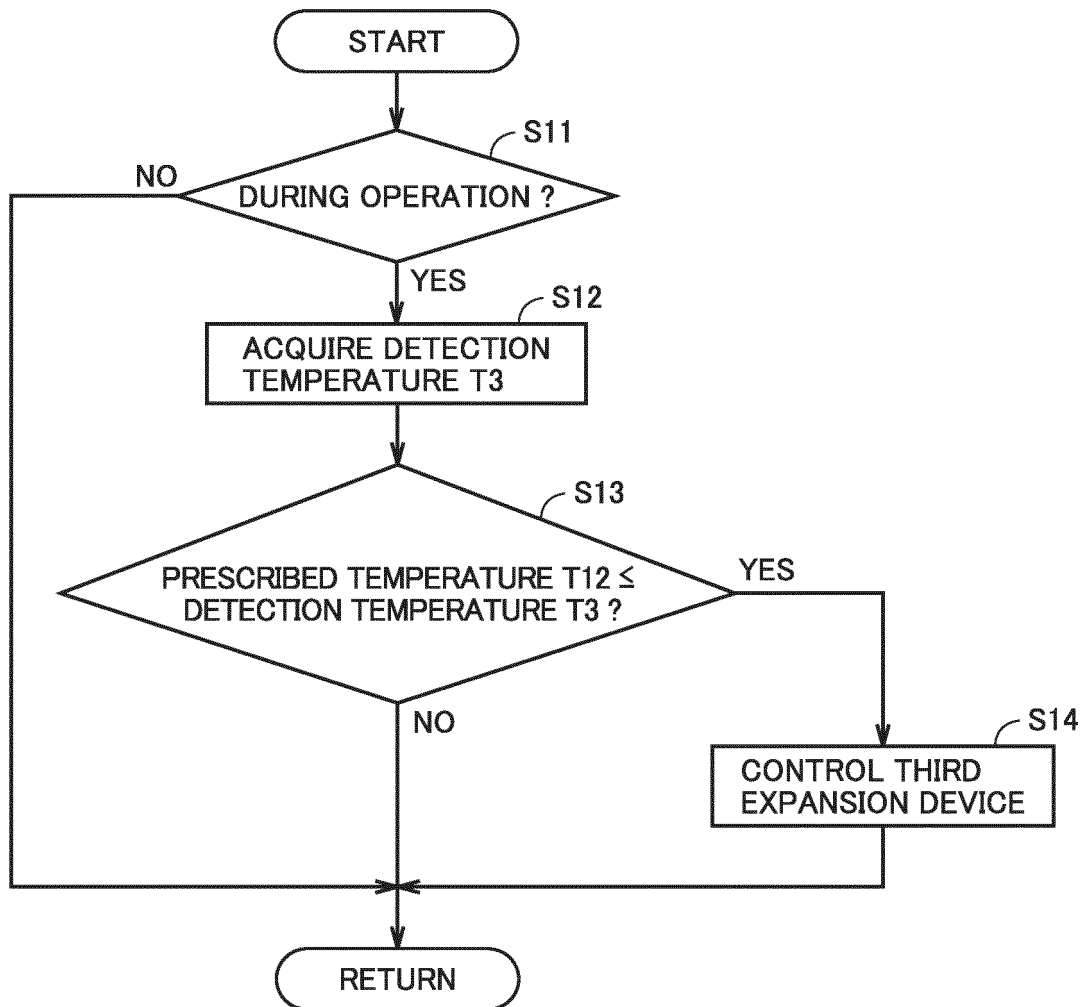 START
S11
NO
DURING OPERATION ?
YES
S12
ACQUIRE DETECTION
TEMPERATURE T3
S13
PRESCRIBED TEMPERATURE T12 ≤
DETECTION TEMPERATURE T3 ?
YES
NO
S14
CONTROL THIRD
EXPANSION DEVICE
RETURN